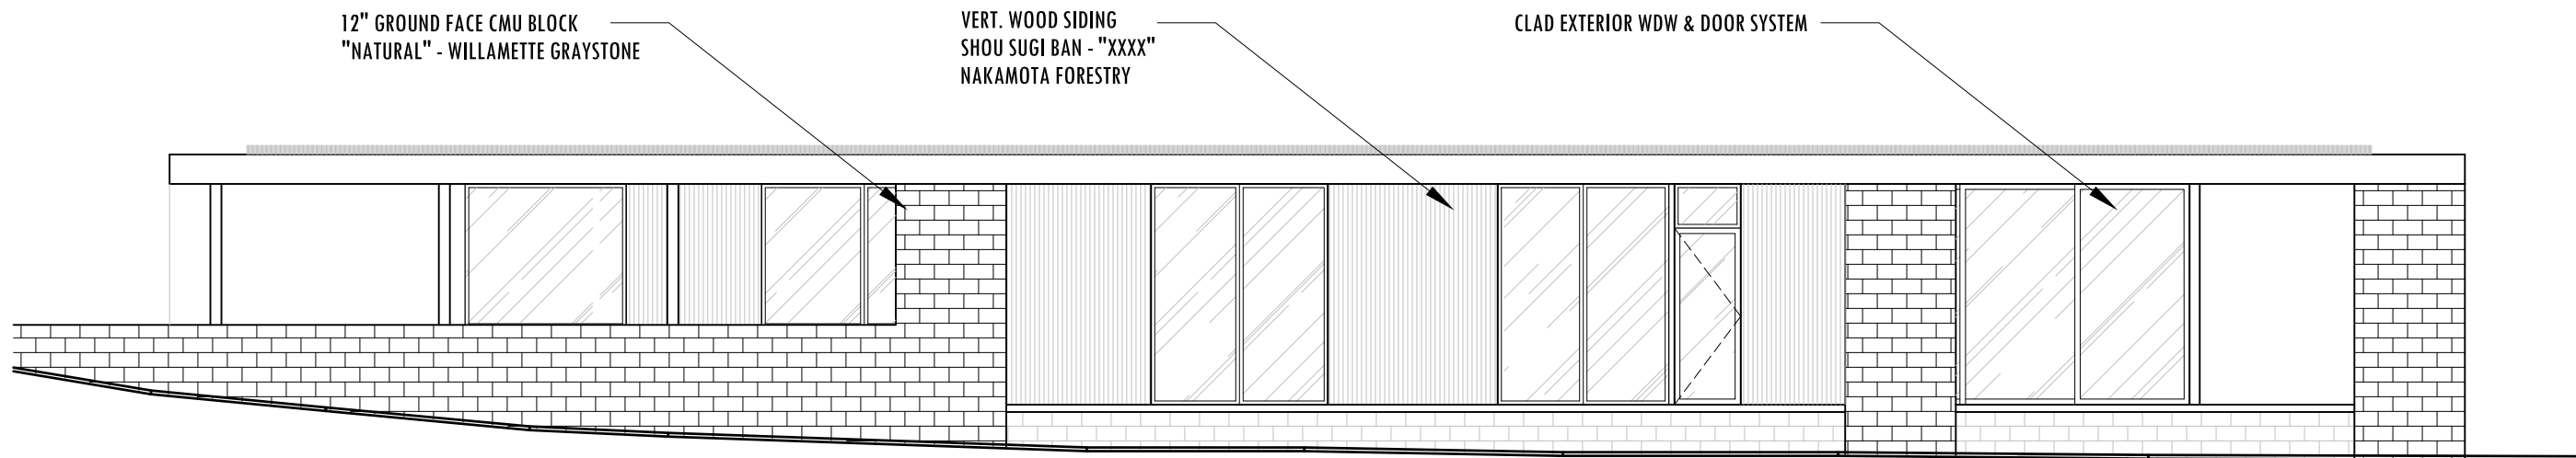 12" GROUND FACE CMU BLOCK
"NATURAL" - WILLAMETTE GRAYSTONE
VERT. WOOD SIDING
SHOU SUGI BAN - "XXXX"
NAKAMOTA FORESTRY
CLAD EXTERIOR WDW & DOOR SYSTEM